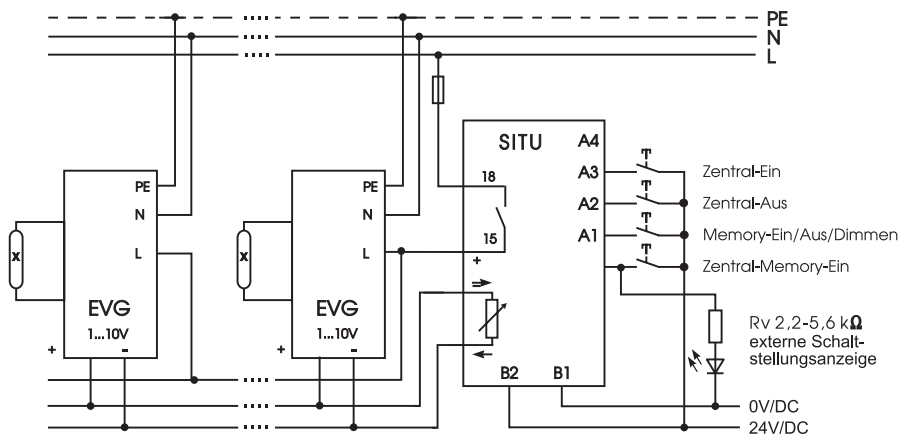 PE
N
L
SITU
A4
18
A3
Zentral-Ein
PE
PE
A2
Zentral-Aus
N
N
15
A1
Memory-Ein/Aus/Dimmen
L
L
+
Zentral-Memory-Ein
x
x
EVG
EVG
1...10V
1...10V
+
-
+
-
Rv 2,2-5,6 kΩ
externe Schalt-
stellungsanzeige
B2
B1
0V/DC
24V/DC